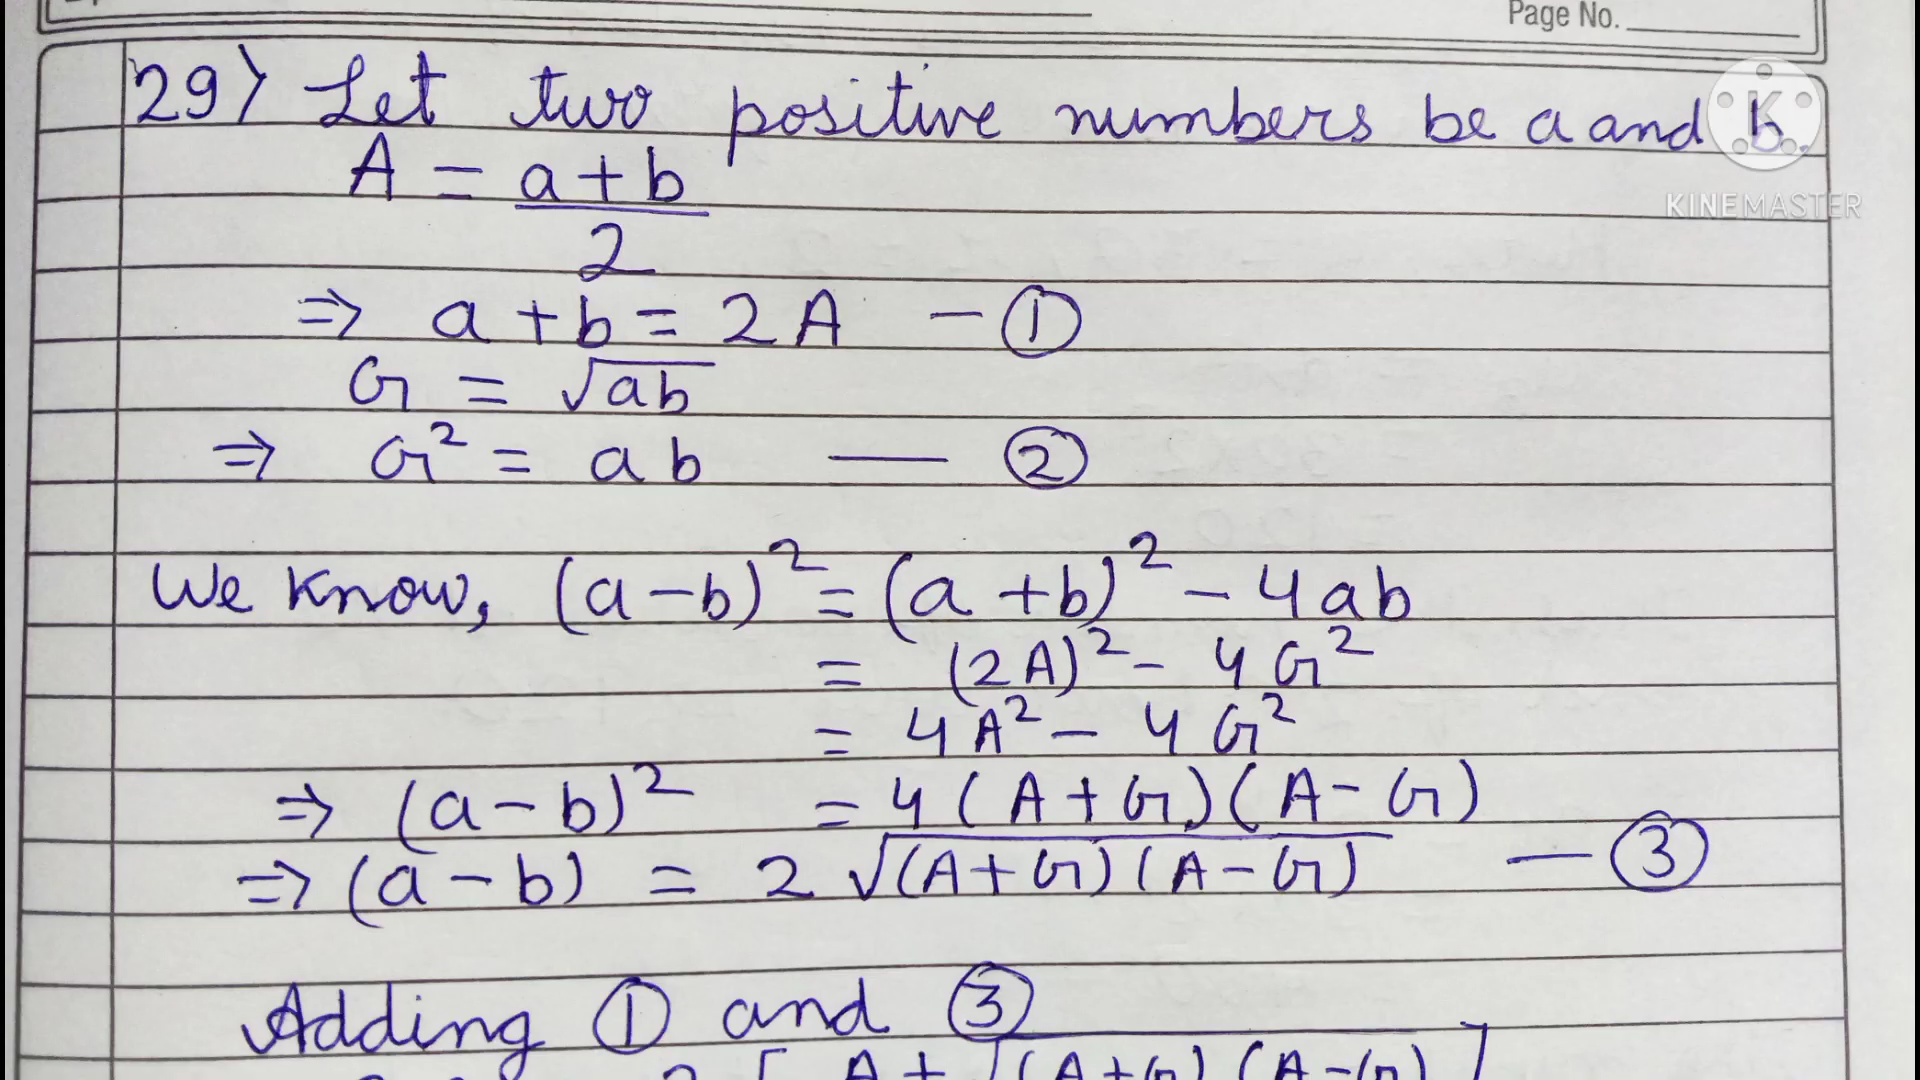 Page No.
29) Let two positive numbers be a and b.
A = a+b
2
KINEMASTER
⇒ a + b = 2A — ①
G = √ab
⇒ G² = ab — ②
We know, (a-b)² = (a+b)² - 4ab
= (2A)² - 4G²
= 4A² - 4G²
⇒ (a-b)² = 4(A+G)(A-G)
⇒ (a-b) = 2√(A+G)(A-G) — ③
Adding ① and ③
2[A+√(A+G)(A-G)]